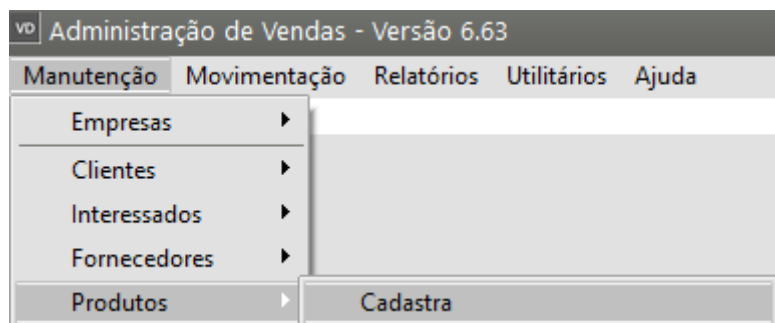 VD Administração de Vendas - Versão 6.63
Manutenção Movimentação Relatórios Utilitários Ajuda
Empresas
Clientes
Interessados
Fornecedores
Produtos Cadastra